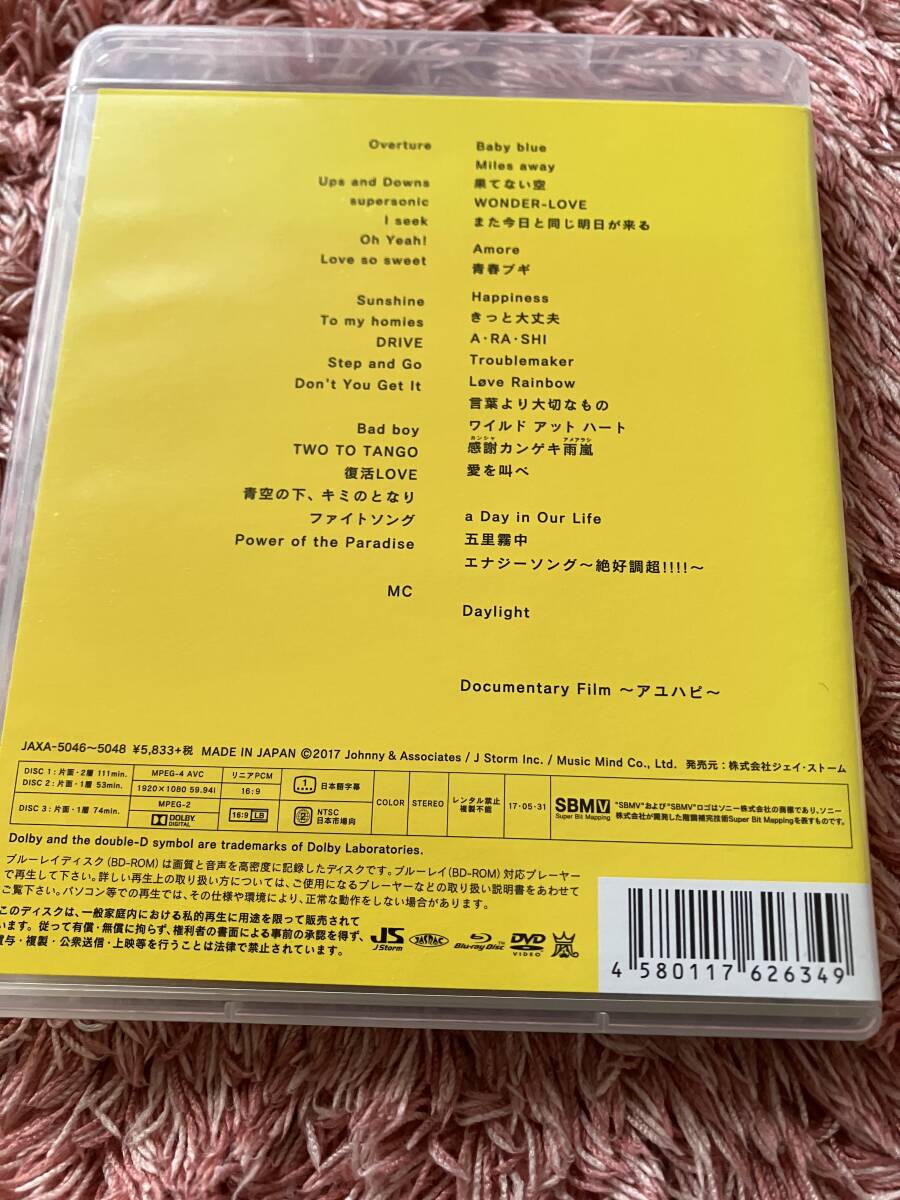 Overture
Ups and Downs
supersonic
I seek
Oh Yeah!
Love so sweet
Sunshine
To my homies
DRIVE
Step and Go
Don't You Get It
Bad boy
TWO TO TANGO
復活LOVE
青空の下、キミのとなり
ファイトソング
Power of the Paradise
MC
Baby blue
Miles away
果てない空
WONDER-LOVE
また今日と同じ明日が来る
Amore
青春ブギ
Happiness
きっと大丈夫
A・RA・SHI
Troublemaker
Løve Rainbow
言葉より大切なもの
ワイルド アット ハート
カンシャ アメアラシ
感謝カンゲキ雨嵐
愛を叫べ
a Day in Our Life
五里霧中
エナジーソング〜絶好調超!!!!〜
Daylight
Documentary Film 〜アユハピ〜
JAXA-5046〜5048 ¥5,833+税 MADE IN JAPAN ©2017 Johnny & Associates / J Storm Inc. / Music Mind Co., Ltd. 発売元:株式会社ジェイ・ストーム
DISC 1:片面・2層 111min.
DISC 2:片面・1層 53min.
DISC 3:片面・1層 74min.
MPEG-4 AVC
1920×1080 59.94i
MPEG-2
DOLBY DIGITAL
リニアPCM
16:9
16:9 LB
1 日本語字幕
2 NTSC 日本市場向
COLOR
STEREO
レンタル禁止
複製不能
17・05・31
SBMV
Super Bit Mapping
"SBMV"および"SBMV"ロゴはソニー株式会社の商標であり、ソニー
株式会社が開発した階調補完技術Super Bit Mappingを表すものです。
Dolby and the double-D symbol are trademarks of Dolby Laboratories.
ブルーレイディスク(BD-ROM)は画質と音声を高密度に記録したディスクです。ブルーレイ(BD-ROM)対応プレーヤー
で再生して下さい。詳しい再生上の取り扱い方については、ご使用になるプレーヤーなどの取り扱い説明書をあわせて
ご覧下さい。パソコン等での再生では、その仕様や環境により、正常な動作をしない場合があります。
このディスクは、一般家庭内における私的再生に用途を限って販売されて
います。従って有償・無償に拘らず、権利者の書面による事前の承認を得ず、
貸与・複製・公衆送信・上映等を行うことは法律で禁止されています。
JS
J Storm
JASRAC
Blu-ray Disc™
DVD VIDEO
嵐
4 580117 626349